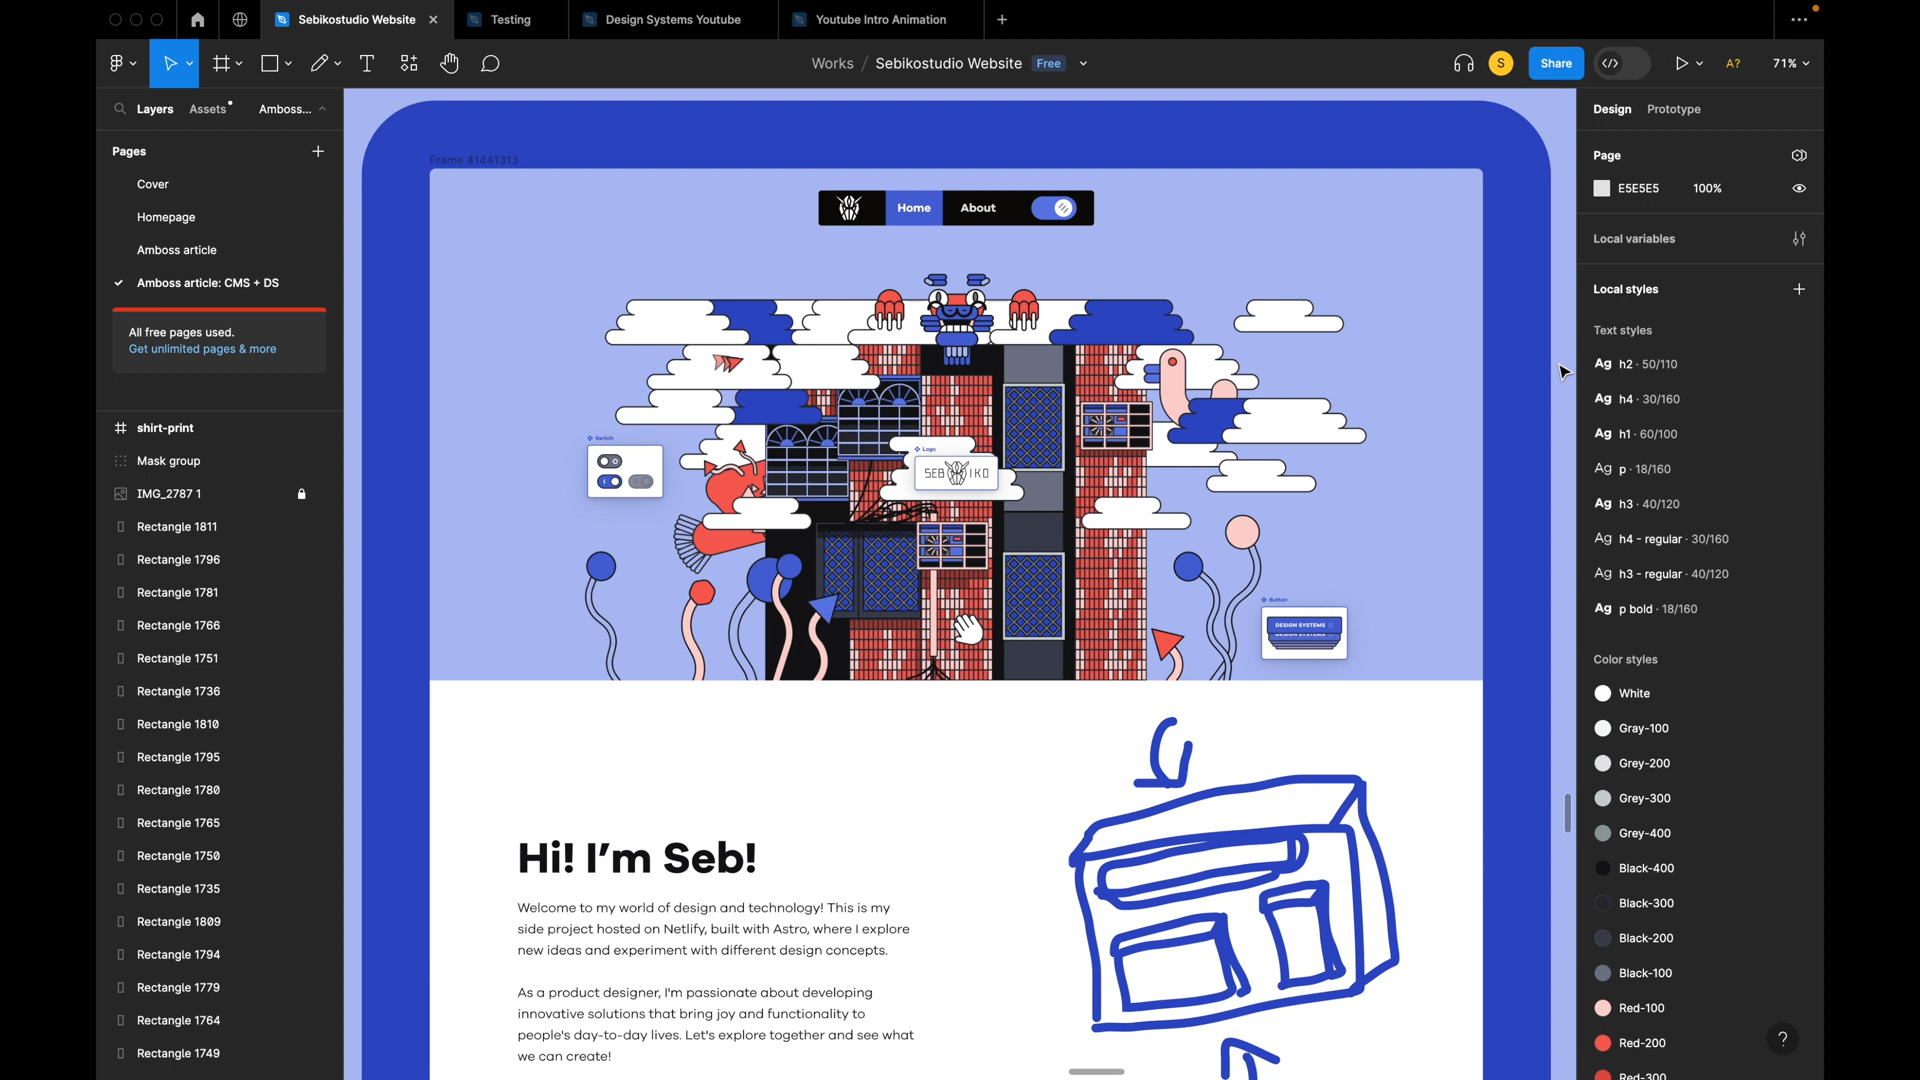 Sebikostudio Website
Testing
Design Systems Youtube
Youtube Intro Animation
Works / Sebikostudio Website Free
S
Share
A?
71%
Layers
Assets
Amboss...
Pages
Cover
Homepage
Amboss article
Amboss article: CMS + DS
All free pages used.
Get unlimited pages & more
shirt-print
Mask group
IMG_2787 1
Rectangle 1811
Rectangle 1796
Rectangle 1781
Rectangle 1766
Rectangle 1751
Rectangle 1736
Rectangle 1810
Rectangle 1795
Rectangle 1780
Rectangle 1765
Rectangle 1750
Rectangle 1735
Rectangle 1809
Rectangle 1794
Rectangle 1779
Rectangle 1764
Rectangle 1749
Frame 41441313
Home
About
Switch
Logo
SEB IKO
Button
DESIGN SYSTEMS
DESIGN SYSTEMS
Hi! I’m Seb!
Welcome to my world of design and technology! This is my
side project hosted on Netlify, built with Astro, where I explore
new ideas and experiment with different design concepts.
As a product designer, I'm passionate about developing
innovative solutions that bring joy and functionality to
people's day-to-day lives. Let's explore together and see what
we can create!
Design
Prototype
Page
E5E5E5
100%
Local variables
Local styles
Text styles
Ag h2 · 50/110
Ag h4 · 30/160
Ag h1 · 60/100
Ag p · 18/160
Ag h3 · 40/120
Ag h4 - regular · 30/160
Ag h3 - regular · 40/120
Ag p bold · 18/160
Color styles
White
Gray-100
Grey-200
Grey-300
Grey-400
Black-400
Black-300
Black-200
Black-100
Red-100
Red-200
Red-300
?